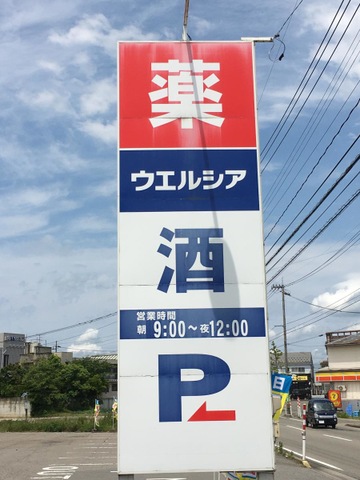 薬
ウエルシア
酒
営業時間
朝 9:00〜夜12:00
P